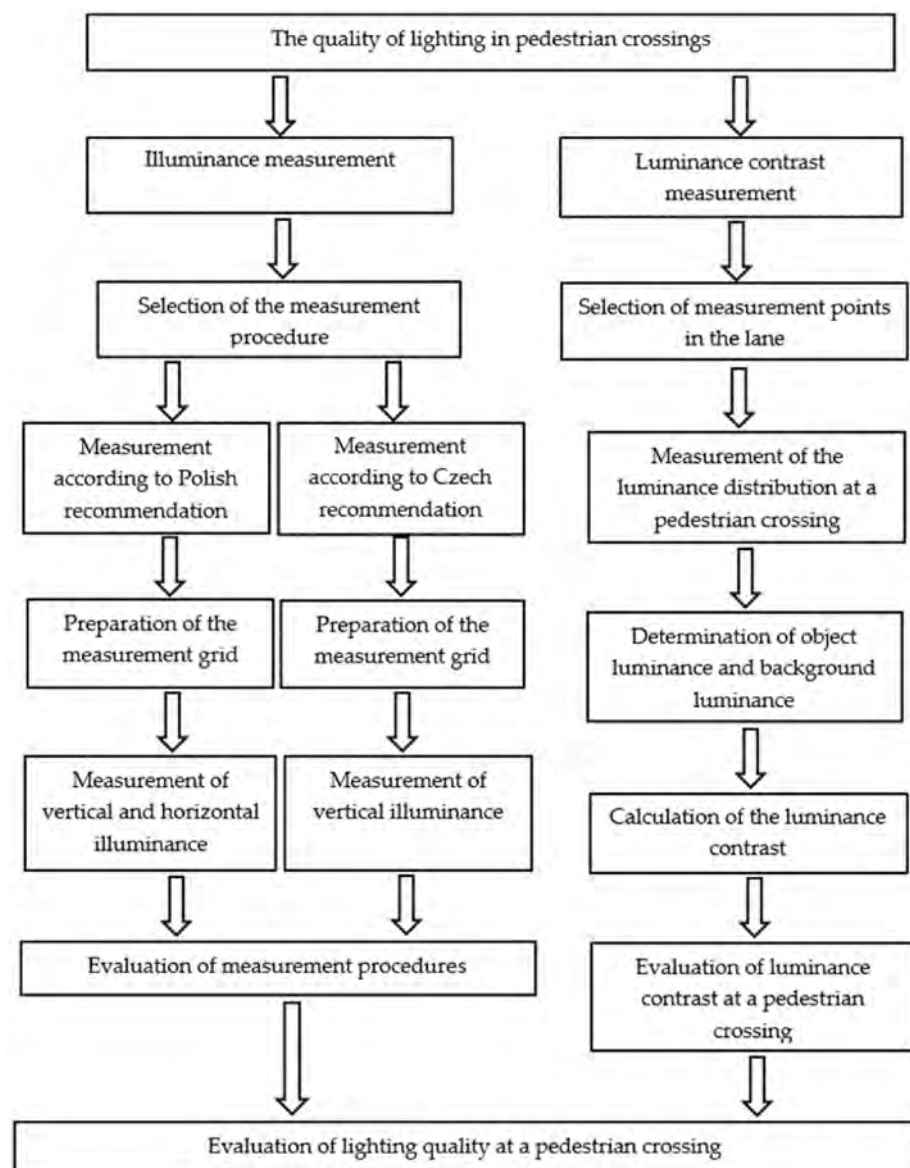 The quality of lighting in pedestrian crossings
Illuminance measurement
Luminance contrast
measurement
Selection of the measurement
procedure
Selection of measurement points
in the lane
Measurement
according to Polish
recommendation
Measurement
according to Czech
recommendation
Measurement of the
luminance distribution at a
pedestrian crossing
Preparation of the
measurement grid
Preparation of the
measurement grid
Determination of object
luminance and background
luminance
Measurement of
vertical and horizontal
illuminance
Measurement of
vertical illuminance
Calculation of the luminance
contrast
Evaluation of measurement procedures
Evaluation of luminance
contrast at a pedestrian
crossing
Evaluation of lighting quality at a pedestrian crossing